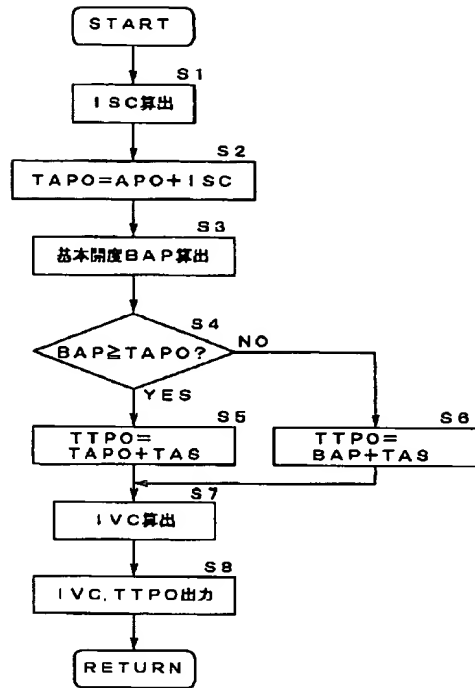 START
S1
ISC算出
S2
TAPO=APO+ISC
S3
基本開度BAP算出
S4
BAP≧TAPO?
NO
YES
S5
TTPO=
TAPO+TAS
S6
TTPO=
BAP+TAS
S7
IVC算出
S8
IVC,TTPO出力
RETURN